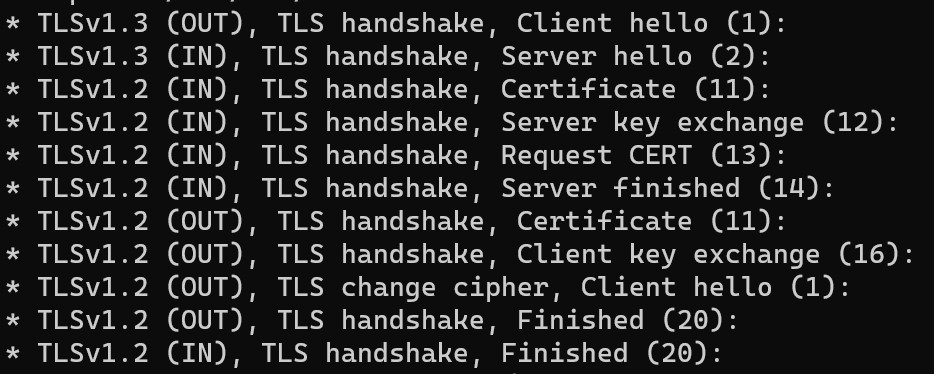 * TLSv1.3 (OUT), TLS handshake, Client hello (1):
* TLSv1.3 (IN), TLS handshake, Server hello (2):
* TLSv1.2 (IN), TLS handshake, Certificate (11):
* TLSv1.2 (IN), TLS handshake, Server key exchange (12):
* TLSv1.2 (IN), TLS handshake, Request CERT (13):
* TLSv1.2 (IN), TLS handshake, Server finished (14):
* TLSv1.2 (OUT), TLS handshake, Certificate (11):
* TLSv1.2 (OUT), TLS handshake, Client key exchange (16):
* TLSv1.2 (OUT), TLS change cipher, Client hello (1):
* TLSv1.2 (OUT), TLS handshake, Finished (20):
* TLSv1.2 (IN), TLS handshake, Finished (20):